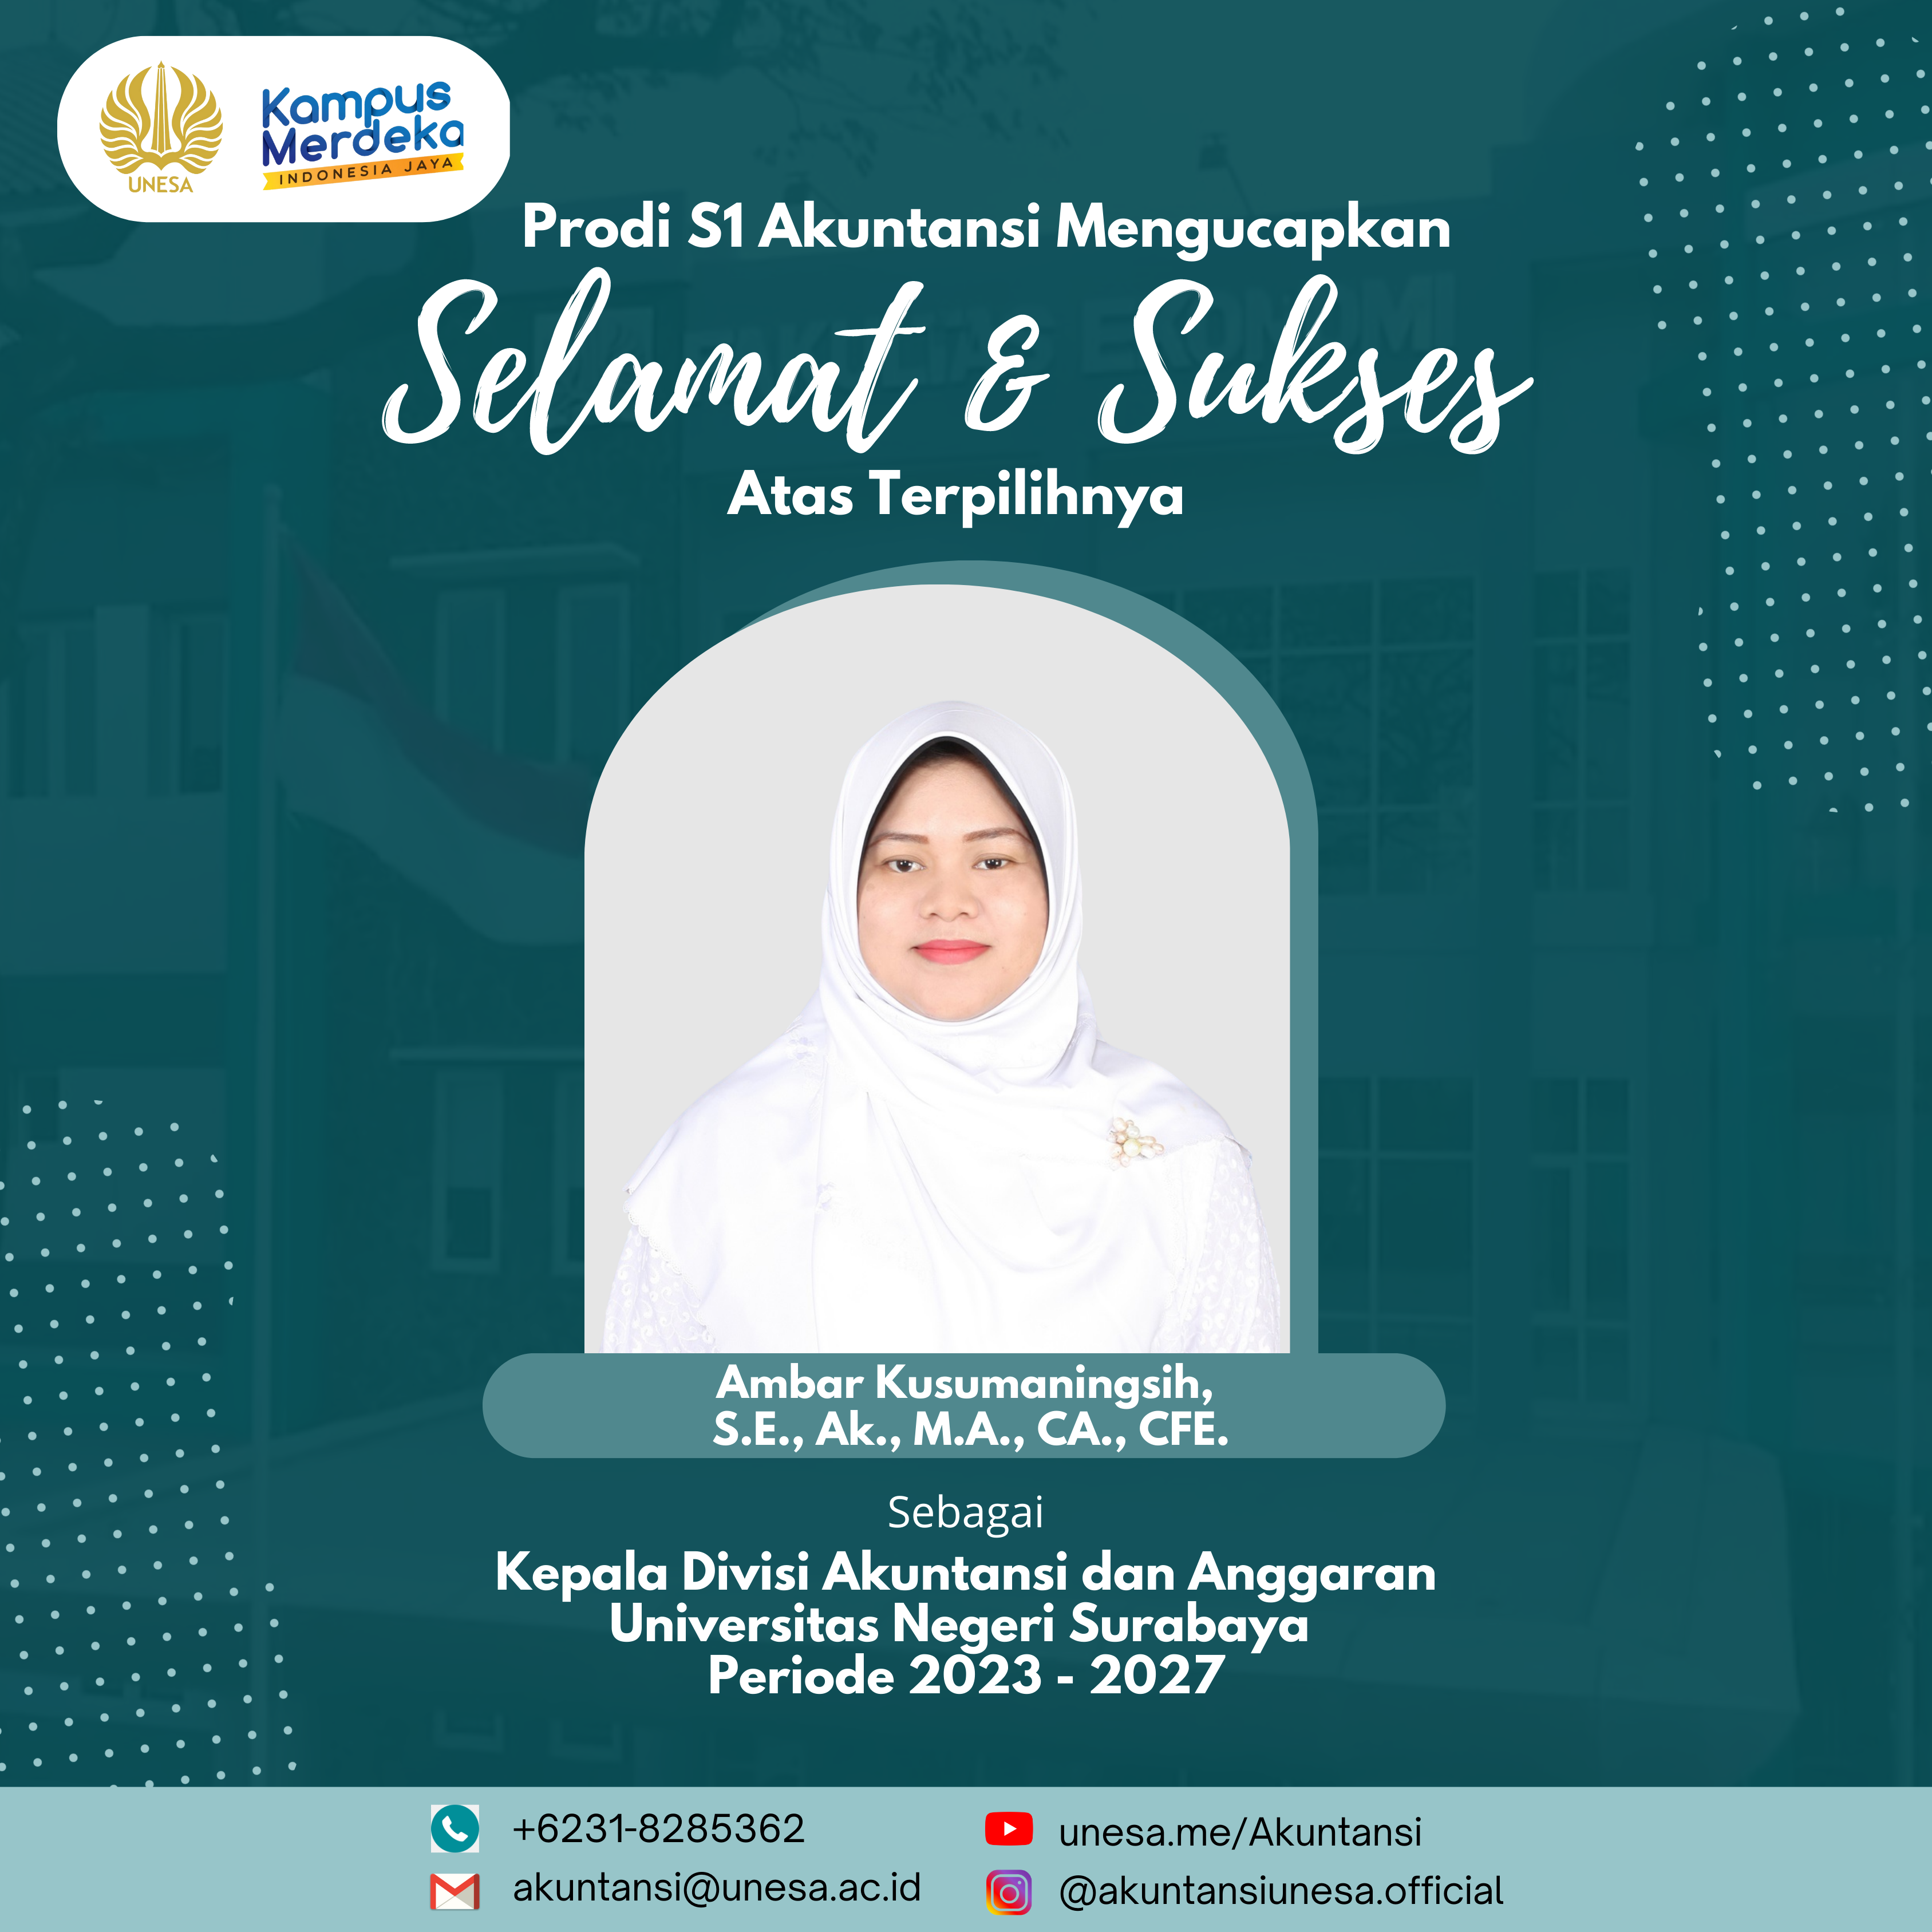 UNESA
Kampus
Merdeka
INDONESIA JAYA
Prodi S1 Akuntansi Mengucapkan
Selamat & Sukses
Atas Terpilihnya
Ambar Kusumaningsih,
S.E., Ak., M.A., CA., CFE.
Sebagai
Kepala Divisi Akuntansi dan Anggaran
Universitas Negeri Surabaya
Periode 2023 - 2027
+6231-8285362
unesa.me/Akuntansi
akuntansi@unesa.ac.id
@akuntansiunesa.official